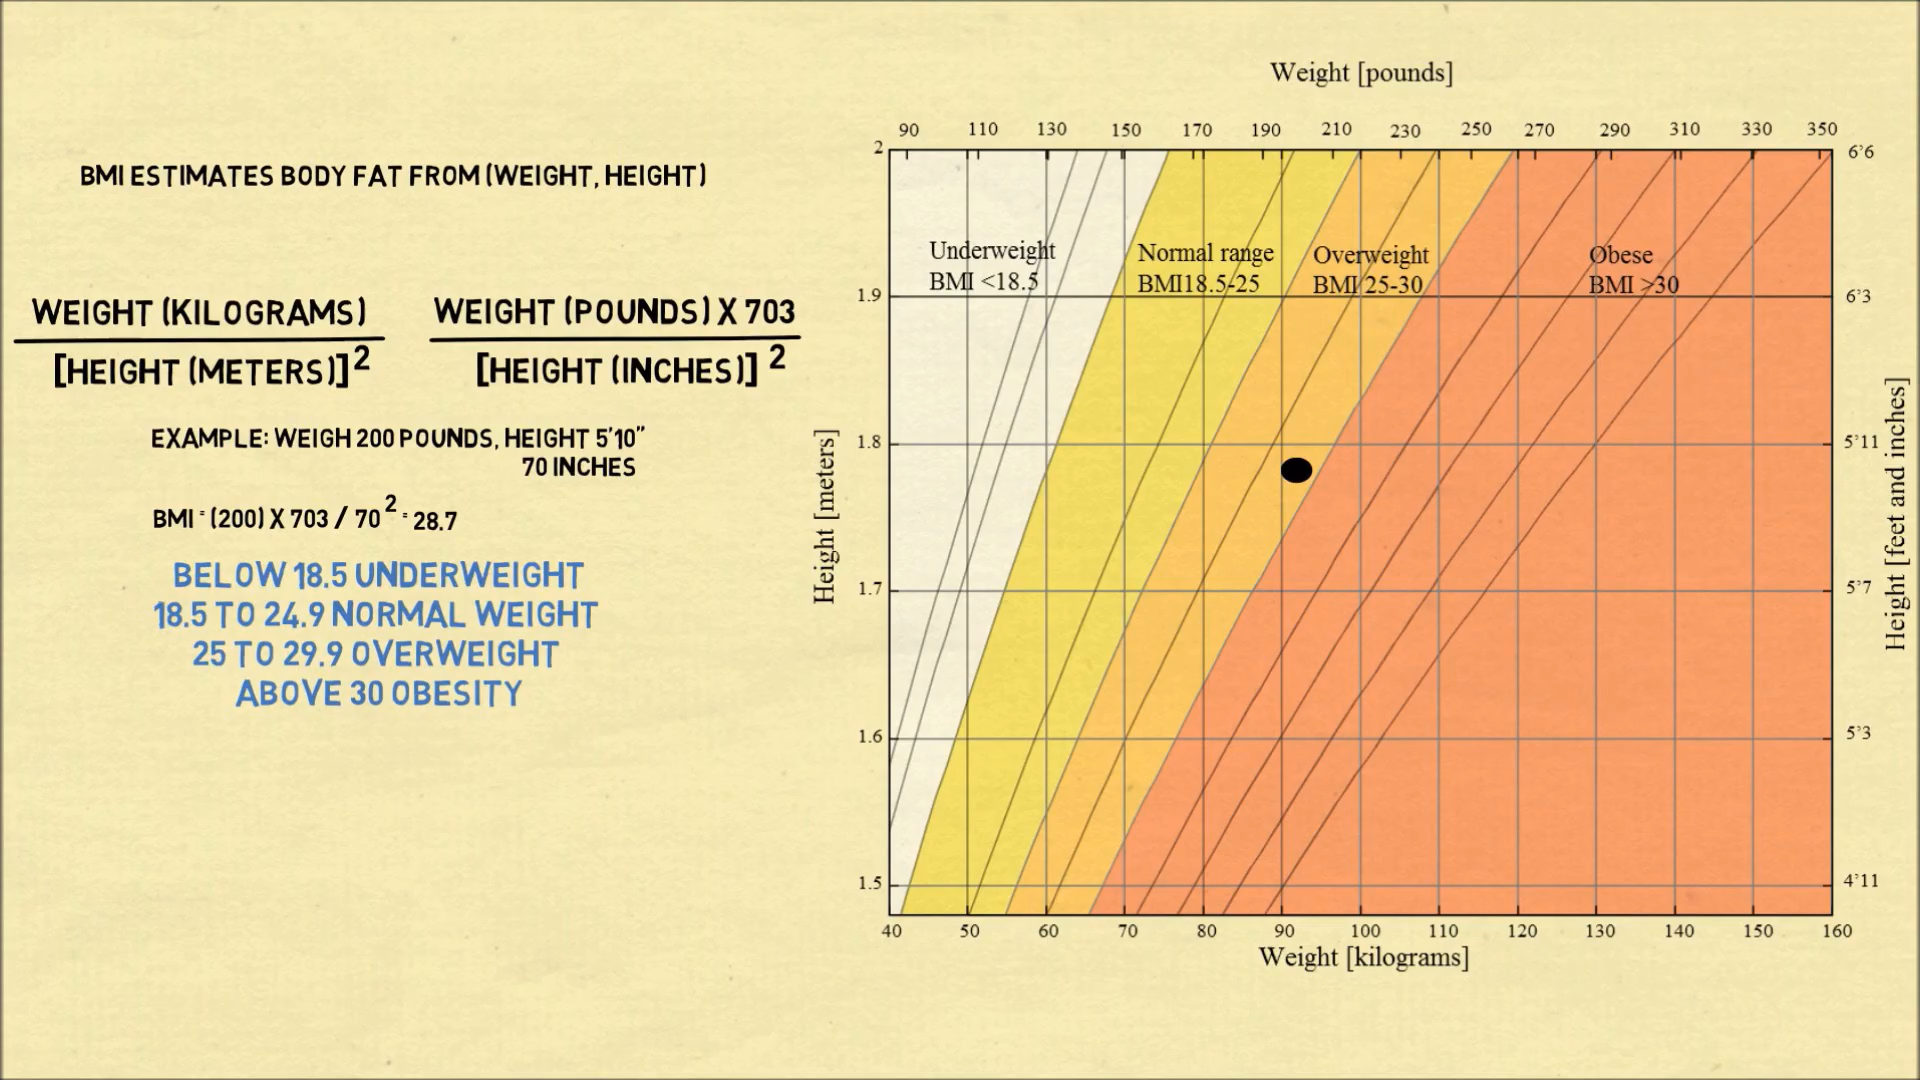 BMI ESTIMATES BODY FAT FROM (WEIGHT, HEIGHT)
WEIGHT (KILOGRAMS)
[HEIGHT (METERS)]2
WEIGHT (POUNDS) X 703
[HEIGHT (INCHES)] 2
EXAMPLE: WEIGH 200 POUNDS, HEIGHT 5'10"
70 INCHES
BMI = (200) X 703 / 70 2 = 28.7
BELOW 18.5 UNDERWEIGHT
18.5 TO 24.9 NORMAL WEIGHT
25 TO 29.9 OVERWEIGHT
ABOVE 30 OBESITY
Weight [pounds]
90 110 130 150 170 190 210 230 250 270 290 310 330 350
Underweight
BMI <18.5
Normal range
BMI18.5-25
Overweight
BMI 25-30
Obese
BMI >30
Height [meters]
2
1.9
1.8
1.7
1.6
1.5
6'6
6'3
5'11
5'7
5'3
4'11
Height [feet and inches]
40 50 60 70 80 90 100 110 120 130 140 150 160
Weight [kilograms]